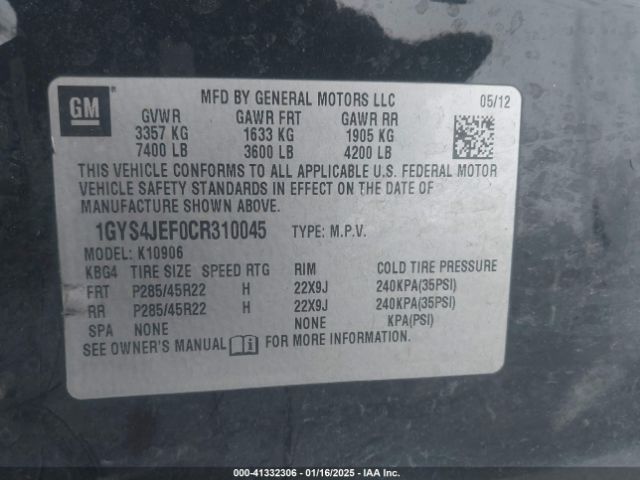 GM
MFD BY GENERAL MOTORS LLC 05/12
GVWR GAWR FRT GAWR RR
3357 KG 1633 KG 1905 KG
7400 LB 3600 LB 4200 LB
THIS VEHICLE CONFORMS TO ALL APPLICABLE U.S. FEDERAL MOTOR
VEHICLE SAFETY STANDARDS IN EFFECT ON THE DATE OF
MANUFACTURE SHOWN ABOVE.
1GYS4JEF0CR310045 TYPE: M.P.V.
MODEL: K10906
KBG4 TIRE SIZE SPEED RTG RIM COLD TIRE PRESSURE
FRT P285/45R22 H 22X9J 240KPA(35PSI)
RR P285/45R22 H 22X9J 240KPA(35PSI)
SPA NONE NONE KPA(PSI)
SEE OWNER'S MANUAL FOR MORE INFORMATION.
000-41332306 - 01/16/2025 - IAAI.COM